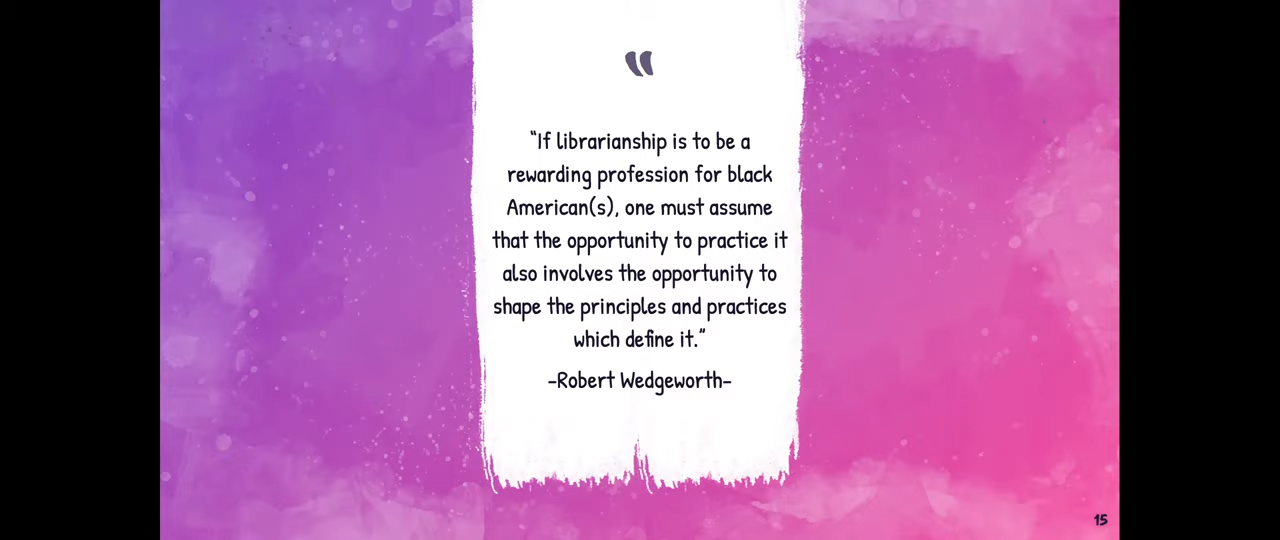 “
“If librarianship is to be a
rewarding profession for black
American(s), one must assume
that the opportunity to practice it
also involves the opportunity to
shape the principles and practices
which define it.”
-Robert Wedgeworth-
15